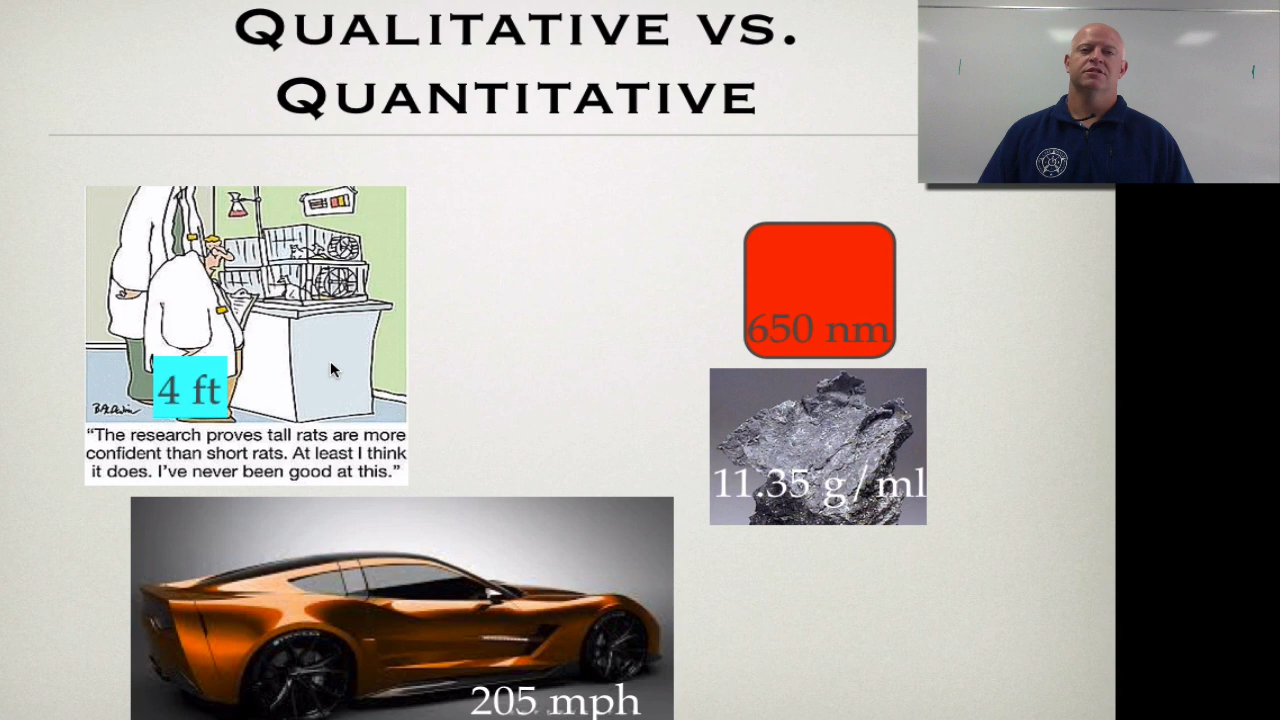 QUALITATIVE VS.
QUANTITATIVE
650 nm
4 ft
"The research proves tall rats are more
confident than short rats. At least I think
it does. I've never been good at this."
11.35 g/ml
205 mph